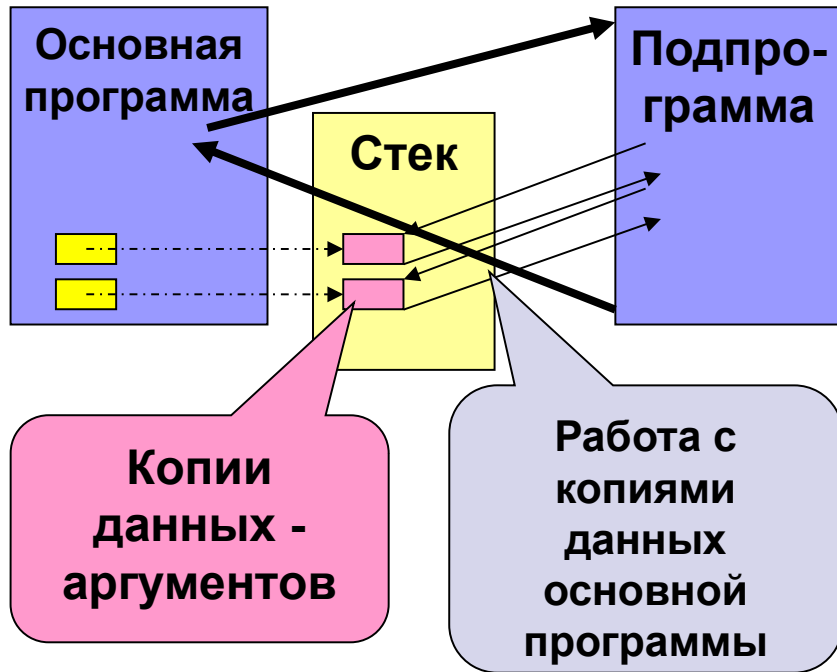 Основная
программа
Подпро-
грамма
Стек
Копии
данных -
аргументов
Работа с
копиями
данных
основной
программы